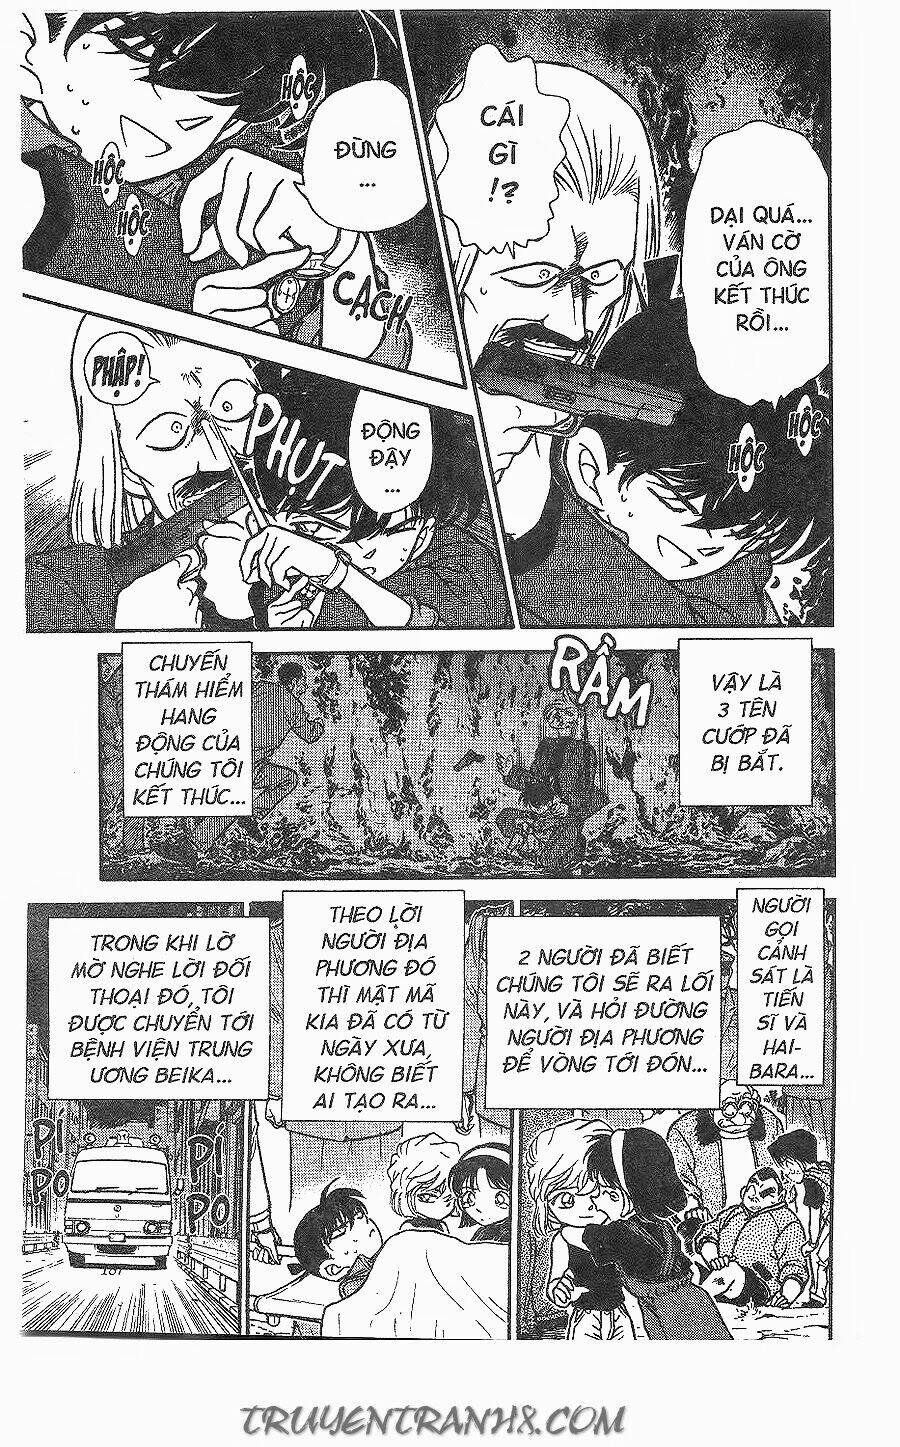 DẠI QUÁ...
VÁN CỜ
CỦA ÔNG
KẾT THÚC
RỒI...
CÁI
GÌ
!?
HỘC
HỘC
ĐỪNG
...
HỘC
HỘC
HỘC
CẠCH
ĐỘNG
ĐẬY
...
PHỤT
PHẬP!
VẬY LÀ
3 TÊN
CƯỚP ĐÃ
BỊ BẮT.
RẦM
CHUYẾN
THÁM HIỂM
HANG
ĐỘNG CỦA
CHÚNG TÔI
KẾT THÚC...
NGƯỜI
GỌI
CẢNH
SÁT LÀ
TIẾN
SĨ VÀ
HAI-
BARA...
2 NGƯỜI ĐÃ BIẾT
CHÚNG TÔI SẼ RA LỐI
NÀY, VÀ HỎI ĐƯỜNG
NGƯỜI ĐỊA PHƯƠNG
ĐỂ VÒNG TỚI ĐÓN...
THEO LỜI
NGƯỜI ĐỊA
PHƯƠNG ĐÓ
THÌ MẬT MÃ
KIA ĐÃ CÓ TỪ
NGÀY XƯA,
KHÔNG BIẾT
AI TẠO RA...
TRONG KHI LỜ
MỜ NGHE LỜI ĐỐI
THOẠI ĐÓ, TÔI
ĐƯỢC CHUYỂN TỚI
BỆNH VIỆN TRUNG
ƯƠNG BEIKA...
PÍ
PO
PÍ
PO
187
TRUYENTRANH8.COM